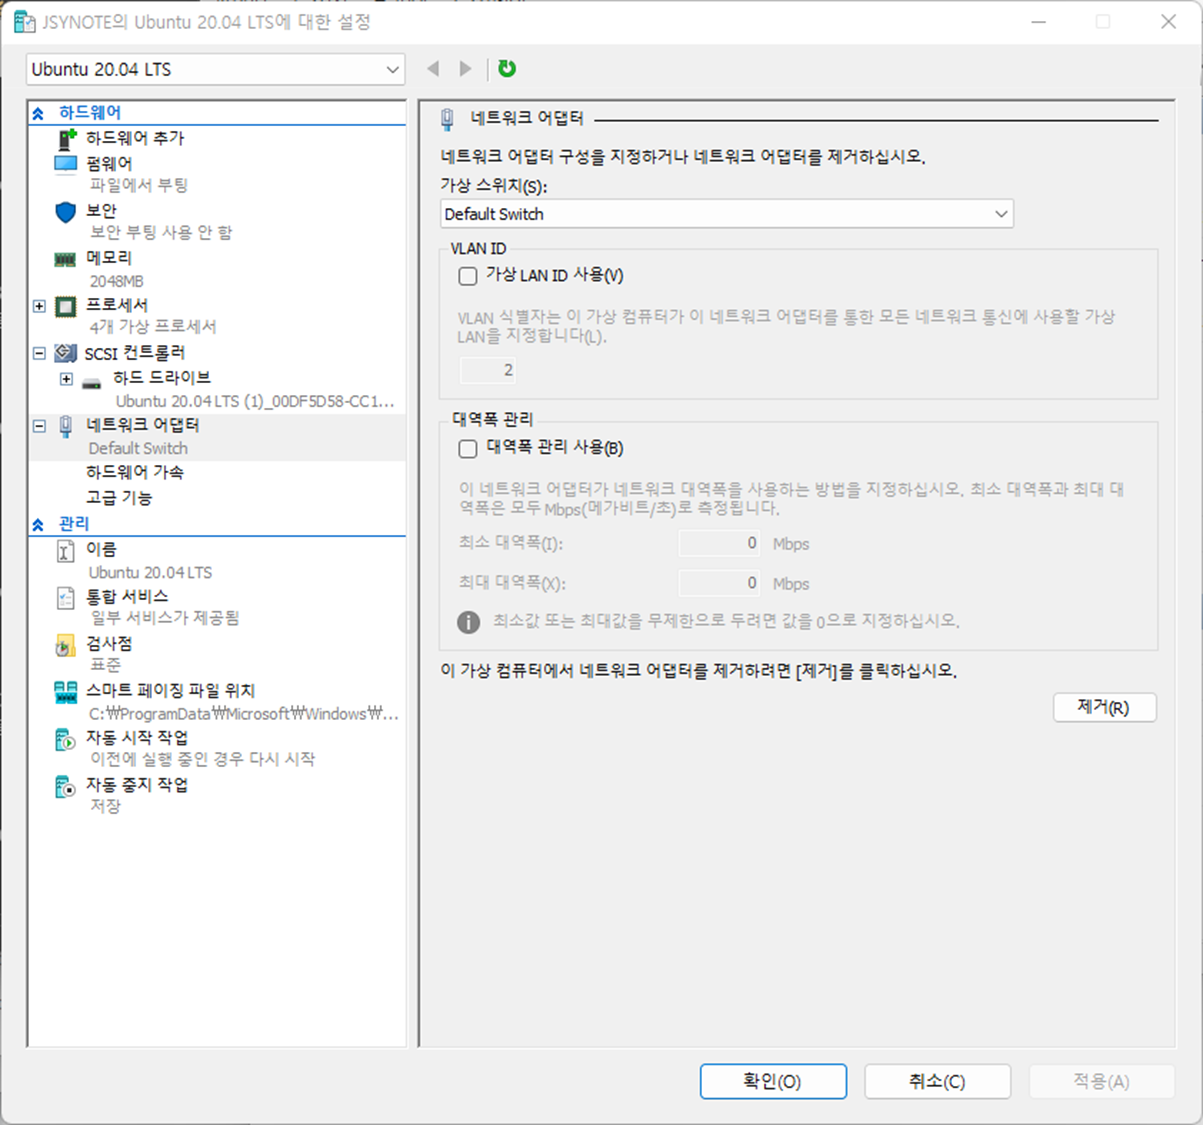 JSYNOTE의 Ubuntu 20.04 LTS에 대한 설정
Ubuntu 20.04 LTS
하드웨어
하드웨어 추가
펌웨어
파일에서 부팅
보안
보안 부팅 사용 안 함
메모리
2048MB
프로세서
4개 가상 프로세서
SCSI 컨트롤러
하드 드라이브
Ubuntu 20.04 LTS (1)_00DF5D58-CC1...
네트워크 어댑터
Default Switch
하드웨어 가속
고급 기능
관리
이름
Ubuntu 20.04 LTS
통합 서비스
일부 서비스가 제공됨
검사점
표준
스마트 페이징 파일 위치
C:₩ProgramData₩Microsoft₩Windows₩...
자동 시작 작업
이전에 실행 중인 경우 다시 시작
자동 중지 작업
저장
네트워크 어댑터
네트워크 어댑터 구성을 지정하거나 네트워크 어댑터를 제거하십시오.
가상 스위치(S):
Default Switch
VLAN ID
가상 LAN ID 사용(V)
VLAN 식별자는 이 가상 컴퓨터가 이 네트워크 어댑터를 통한 모든 네트워크 통신에 사용할 가상
LAN을 지정합니다(L).
2
대역폭 관리
대역폭 관리 사용(B)
이 네트워크 어댑터가 네트워크 대역폭을 사용하는 방법을 지정하십시오. 최소 대역폭과 최대 대
역폭은 모두 Mbps(메가비트/초)로 측정됩니다.
최소 대역폭(I): 0 Mbps
최대 대역폭(X): 0 Mbps
최소값 또는 최대값을 무제한으로 두려면 값을 0으로 지정하십시오.
이 가상 컴퓨터에서 네트워크 어댑터를 제거하려면 [제거]를 클릭하십시오.
제거(R)
확인(O) 취소(C) 적용(A)